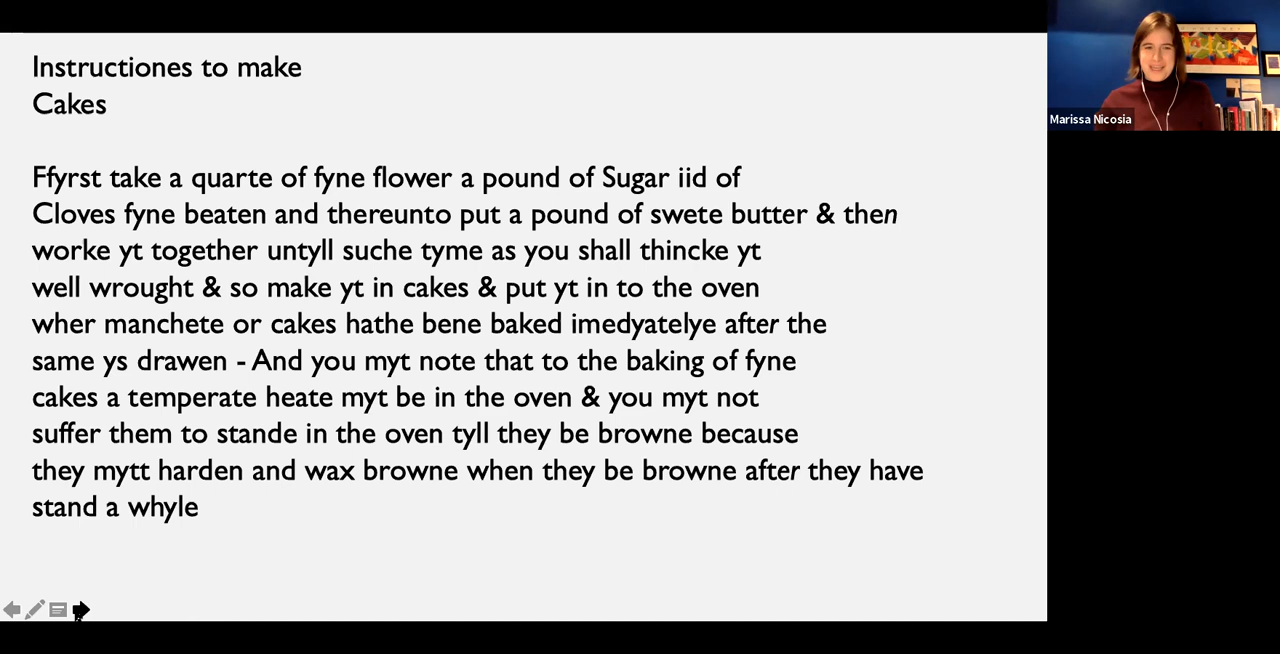 Instructiones to make
Cakes
Ffyrst take a quarte of fyne flower a pound of Sugar iid of
Cloves fyne beaten and thereunto put a pound of swete butter & then
worke yt together untyll suche tyme as you shall thincke yt
well wrought & so make yt in cakes & put yt in to the oven
wher manchete or cakes hathe bene baked imedyatelye after the
same ys drawen - And you myt note that to the baking of fyne
cakes a temperate heate myt be in the oven & you myt not
suffer them to stande in the oven tyll they be browne because
they mytt harden and wax browne when they be browne after they have
stand a whyle
Marissa Nicosia